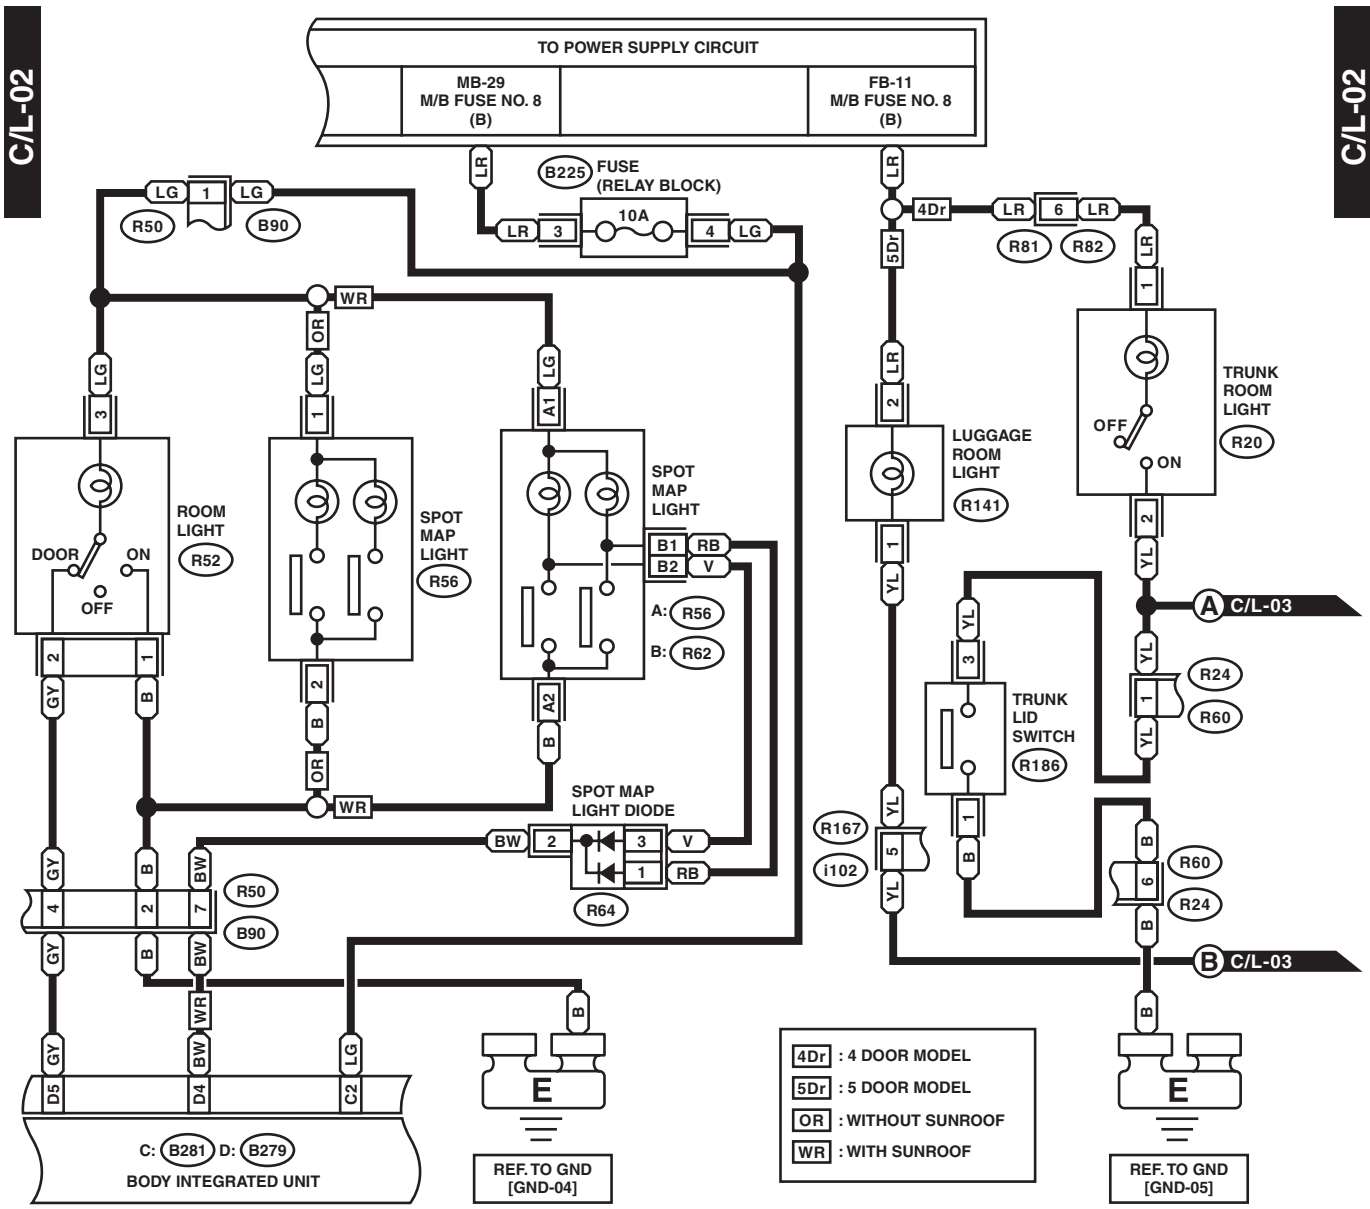 C/L-02
C/L-02
TO POWER SUPPLY CIRCUIT
MB-29
M/B FUSE NO. 8
(B)
FB-11
M/B FUSE NO. 8
(B)
LR
B225
FUSE
(RELAY BLOCK)
LR
LG
1
LG
R50
B90
LR
3
10A
4
LG
4Dr
5Dr
LR
6
LR
R81
R82
LR
1
WR
OR
LG
LG
LG
3
1
A1
LR
2
TRUNK
ROOM
LIGHT
R20
OFF
ON
2
YL
LUGGAGE
ROOM
LIGHT
R141
1
YL
ROOM
LIGHT
R52
DOOR
ON
OFF
SPOT
MAP
LIGHT
R56
SPOT
MAP
LIGHT
B1
RB
B2
V
A:
R56
B:
R62
2
1
GY
B
2
B
OR
WR
A2
B
A
C/L-03
YL
3
YL
1
YL
R24
R60
TRUNK
LID
SWITCH
R186
1
B
SPOT MAP
LIGHT DIODE
BW
2
3
V
1
RB
R64
YL
R167
5
i102
YL
B
R60
6
R24
B
GY
B
BW
R50
4
2
7
B90
GY
B
BW
WR
B
C/L-03
B
B
GY
BW
LG
D5
D4
C2
E
E
4Dr : 4 DOOR MODEL
5Dr : 5 DOOR MODEL
OR : WITHOUT SUNROOF
WR : WITH SUNROOF
C: B281 D: B279
BODY INTEGRATED UNIT
REF. TO GND
[GND-04]
REF. TO GND
[GND-05]